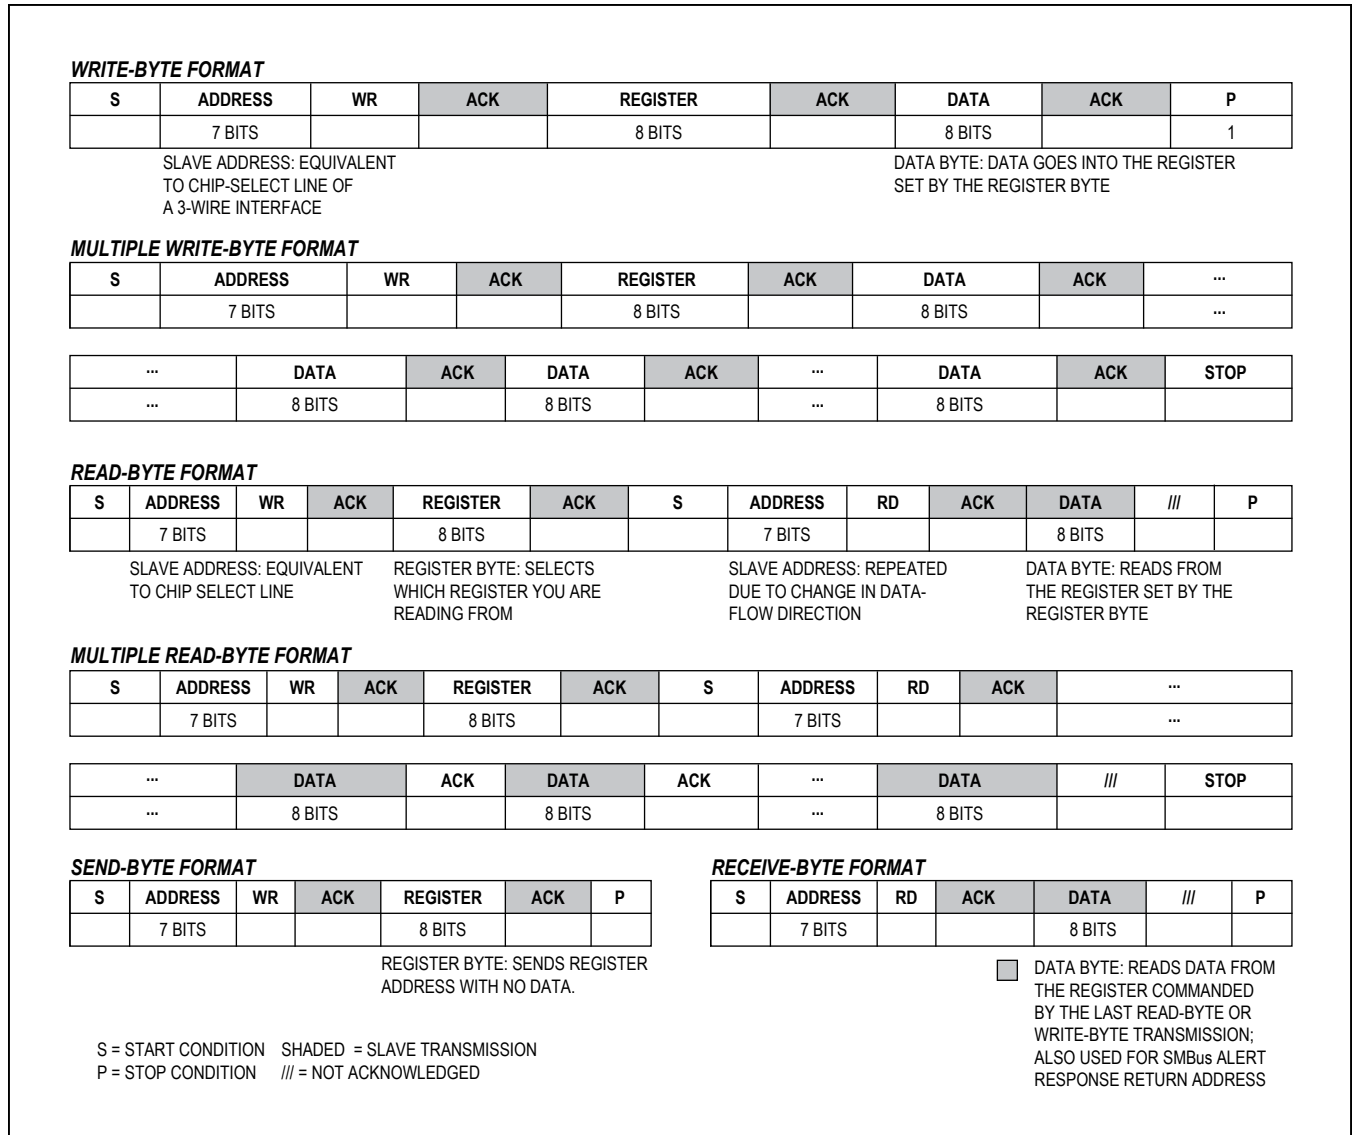 WRITE-BYTE FORMAT
S ADDRESS WR ACK REGISTER ACK DATA ACK P
7 BITS 8 BITS 8 BITS 1
SLAVE ADDRESS: EQUIVALENT
TO CHIP-SELECT LINE OF
A 3-WIRE INTERFACE
DATA BYTE: DATA GOES INTO THE REGISTER
SET BY THE REGISTER BYTE
MULTIPLE WRITE-BYTE FORMAT
S ADDRESS WR ACK REGISTER ACK DATA ACK ...
7 BITS 8 BITS 8 BITS ...
... DATA ACK DATA ACK ... DATA ACK STOP
... 8 BITS 8 BITS ... 8 BITS
READ-BYTE FORMAT
S ADDRESS WR ACK REGISTER ACK S ADDRESS RD ACK DATA /// P
7 BITS 8 BITS 7 BITS 8 BITS
SLAVE ADDRESS: EQUIVALENT
TO CHIP SELECT LINE
REGISTER BYTE: SELECTS
WHICH REGISTER YOU ARE
READING FROM
SLAVE ADDRESS: REPEATED
DUE TO CHANGE IN DATA-
FLOW DIRECTION
DATA BYTE: READS FROM
THE REGISTER SET BY THE
REGISTER BYTE
MULTIPLE READ-BYTE FORMAT
S ADDRESS WR ACK REGISTER ACK S ADDRESS RD ACK ...
7 BITS 8 BITS 7 BITS ...
... DATA ACK DATA ACK ... DATA /// STOP
... 8 BITS 8 BITS ... 8 BITS
SEND-BYTE FORMAT
S ADDRESS WR ACK REGISTER ACK P
7 BITS 8 BITS
REGISTER BYTE: SENDS REGISTER
ADDRESS WITH NO DATA.
RECEIVE-BYTE FORMAT
S ADDRESS RD ACK DATA /// P
7 BITS 8 BITS
DATA BYTE: READS DATA FROM
THE REGISTER COMMANDED
BY THE LAST READ-BYTE OR
WRITE-BYTE TRANSMISSION;
ALSO USED FOR SMBus ALERT
RESPONSE RETURN ADDRESS
S = START CONDITION SHADED = SLAVE TRANSMISSION
P = STOP CONDITION /// = NOT ACKNOWLEDGED